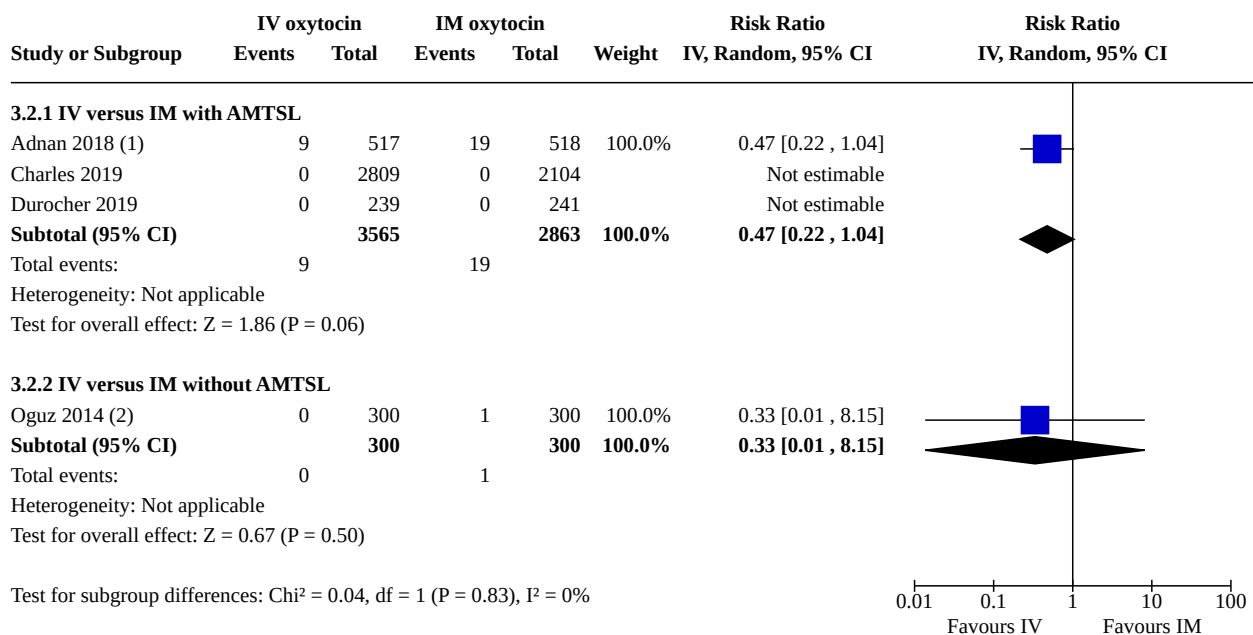 IV oxytocin IM oxytocin Risk Ratio Risk Ratio
Study or Subgroup Events Total Events Total Weight IV, Random, 95% CI IV, Random, 95% CI
3.2.1 IV versus IM with AMTSL
Adnan 2018 (1) 9 517 19 518 100.0% 0.47 [0.22 , 1.04]
Charles 2019 0 2809 0 2104 Not estimable
Durocher 2019 0 239 0 241 Not estimable
Subtotal (95% CI) 3565 2863 100.0% 0.47 [0.22 , 1.04]
Total events: 9 19
Heterogeneity: Not applicable
Test for overall effect: Z = 1.86 (P = 0.06)
3.2.2 IV versus IM without AMTSL
Oguz 2014 (2) 0 300 1 300 100.0% 0.33 [0.01 , 8.15]
Subtotal (95% CI) 300 300 100.0% 0.33 [0.01 , 8.15]
Total events: 0 1
Heterogeneity: Not applicable
Test for overall effect: Z = 0.67 (P = 0.50)
Test for subgroup differences: Chi² = 0.04, df = 1 (P = 0.83), I² = 0%
0.01 0.1 1 10 100
Favours IV Favours IM